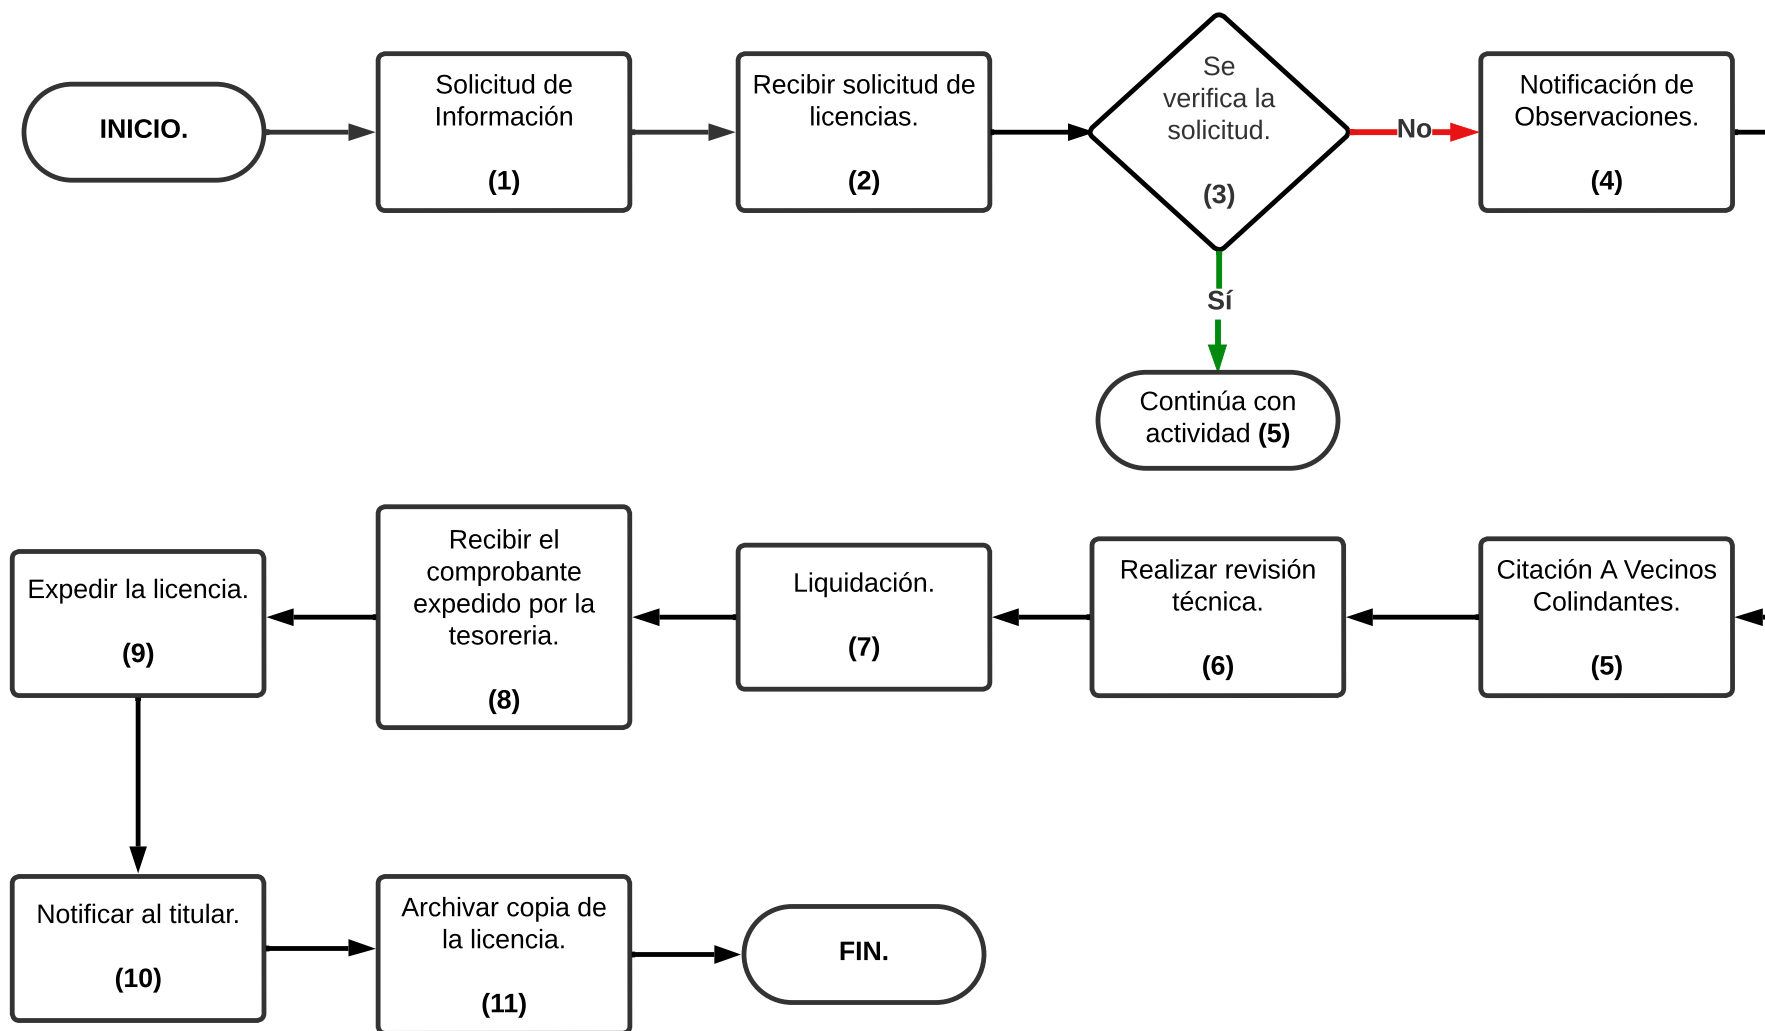 INICIO.
Solicitud de
Información
(1)
Recibir solicitud de
licencias.
(2)
Se
verifica la
solicitud.
(3)
No
Notificación de
Observaciones.
(4)
Sí
Continúa con
actividad (5)
Citación A Vecinos
Colindantes.
(5)
Realizar revisión
técnica.
(6)
Liquidación.
(7)
Recibir el
comprobante
expedido por la
tesoreria.
(8)
Expedir la licencia.
(9)
Notificar al titular.
(10)
Archivar copia de
la licencia.
(11)
FIN.